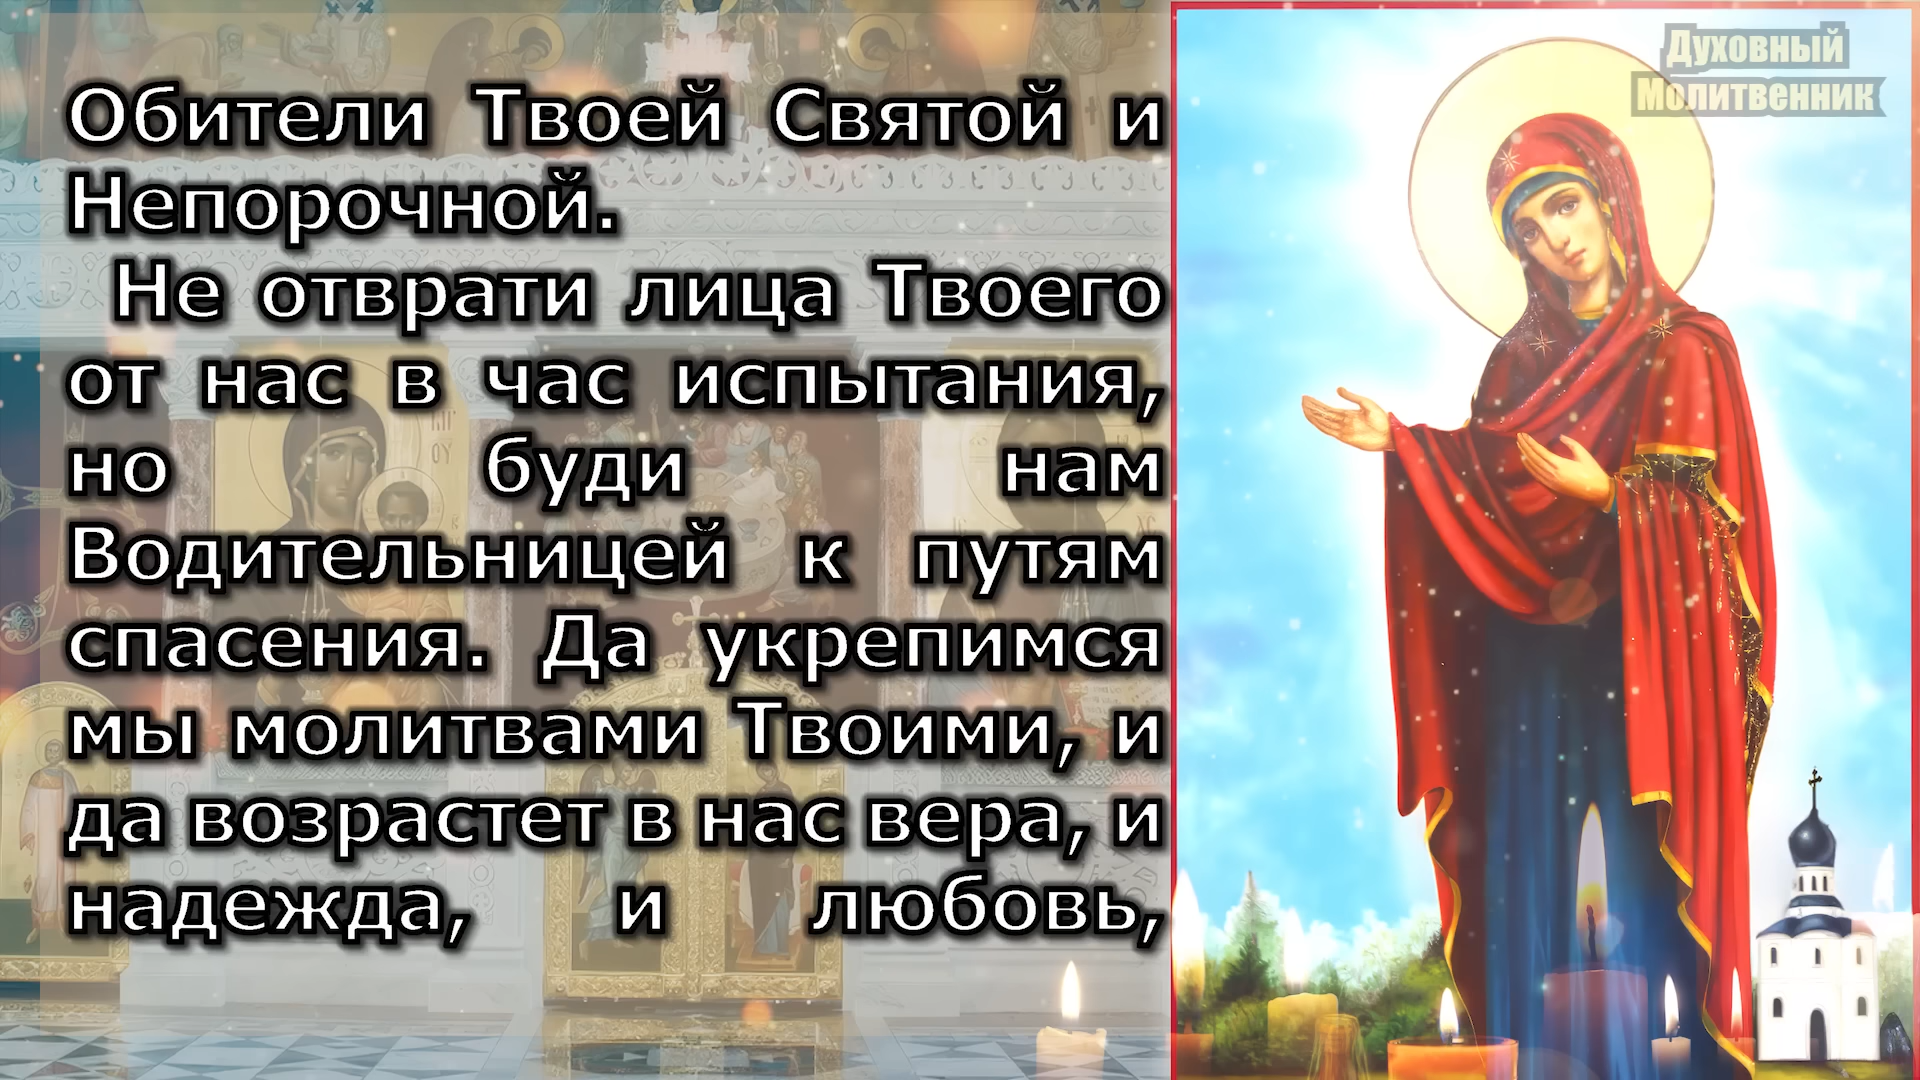 Обители Твоей Святой и
Непорочной.
Не отврати лица Твоего
от нас в час испытания,
но буди нам
Водительницей к путям
спасения. Да укрепимся
мы молитвами Твоими, и
да возрастет в нас вера, и
надежда, и любовь,
Духовный
Молитвенник